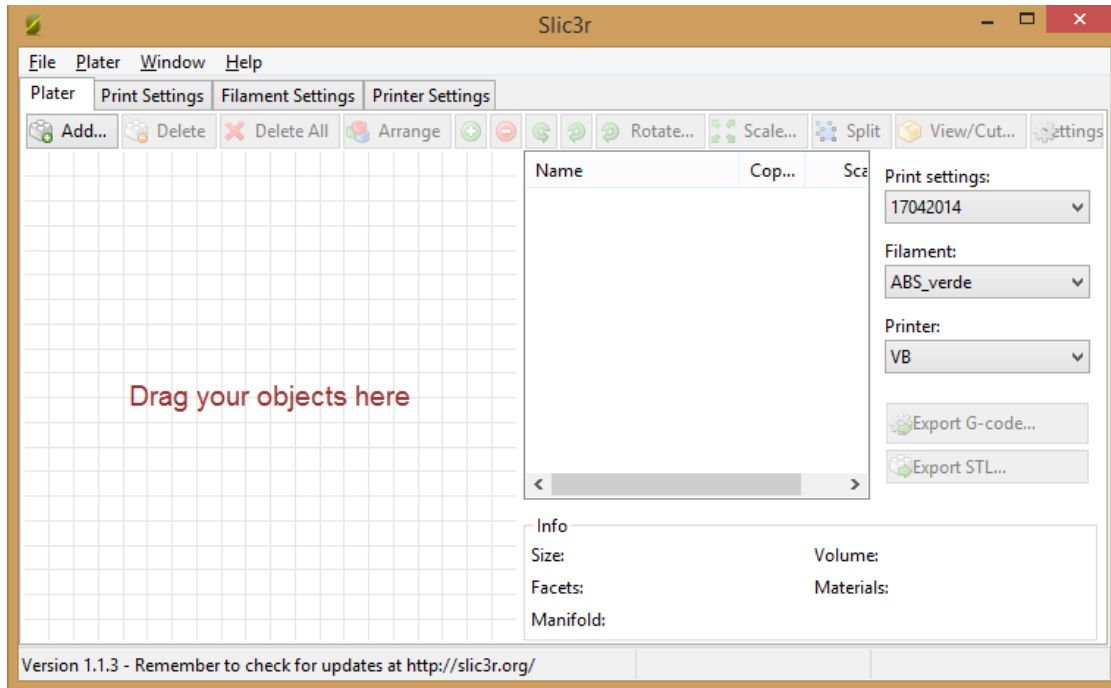 Slic3r
File Plater Window Help
Plater Print Settings Filament Settings Printer Settings
Add... Delete Delete All Arrange Rotate... Scale... Split View/Cut... ettings
Name Cop... Sca
Print settings:
17042014
Filament:
ABS_verde
Printer:
VB
Drag your objects here
Export G-code...
Export STL...
Info
Size: Volume:
Facets: Materials:
Manifold:
Version 1.1.3 - Remember to check for updates at http://slic3r.org/